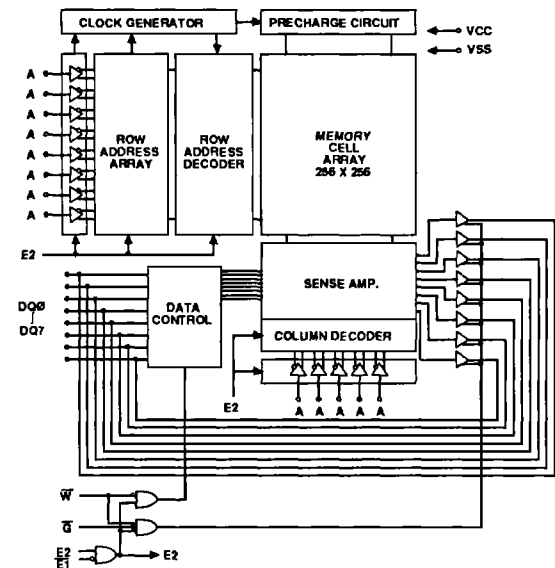 CLOCK GENERATOR
PRECHARGE CIRCUIT
VCC
VSS
A
A
A
A
A
A
A
A
ROW
ADDRESS
ARRAY
ROW
ADDRESS
DECODER
MEMORY
CELL
ARRAY
256 X 256
E2
DQ0
DQ7
DATA
CONTROL
SENSE AMP.
COLUMN DECODER
E2
A A A A A
W
G
E2
E1
E2